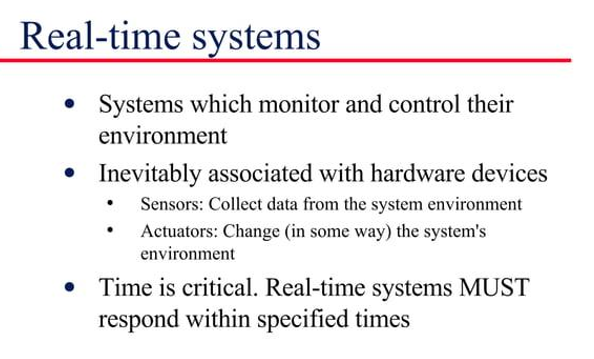 Real-time systems
• Systems which monitor and control their
environment
• Inevitably associated with hardware devices
• Sensors: Collect data from the system environment
• Actuators: Change (in some way) the system's
environment
• Time is critical. Real-time systems MUST
respond within specified times